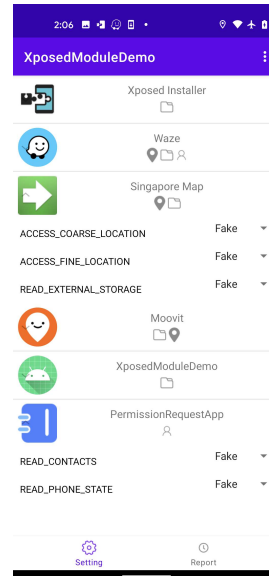 2:06
XposedModuleDemo
Xposed Installer
Waze
Singapore Map
ACCESS_COARSE_LOCATION Fake
ACCESS_FINE_LOCATION Fake
READ_EXTERNAL_STORAGE Fake
Moovit
XposedModuleDemo
PermissionRequestApp
READ_CONTACTS Fake
READ_PHONE_STATE Fake
Setting Report